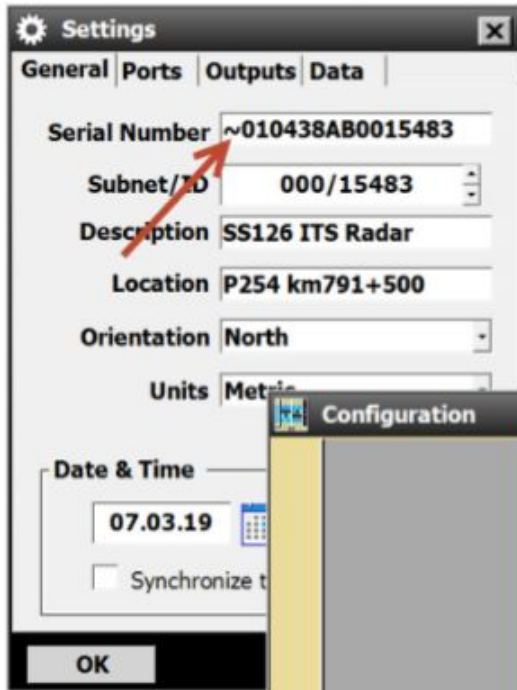 Settings
General Ports Outputs Data
Serial Number ~010438AB0015483
Subnet/ID 000/15483
Description SS126 ITS Radar
Location P254 km791+500
Orientation North
Units Metric
Configuration
Date & Time
07.03.19
Synchronize t
OK